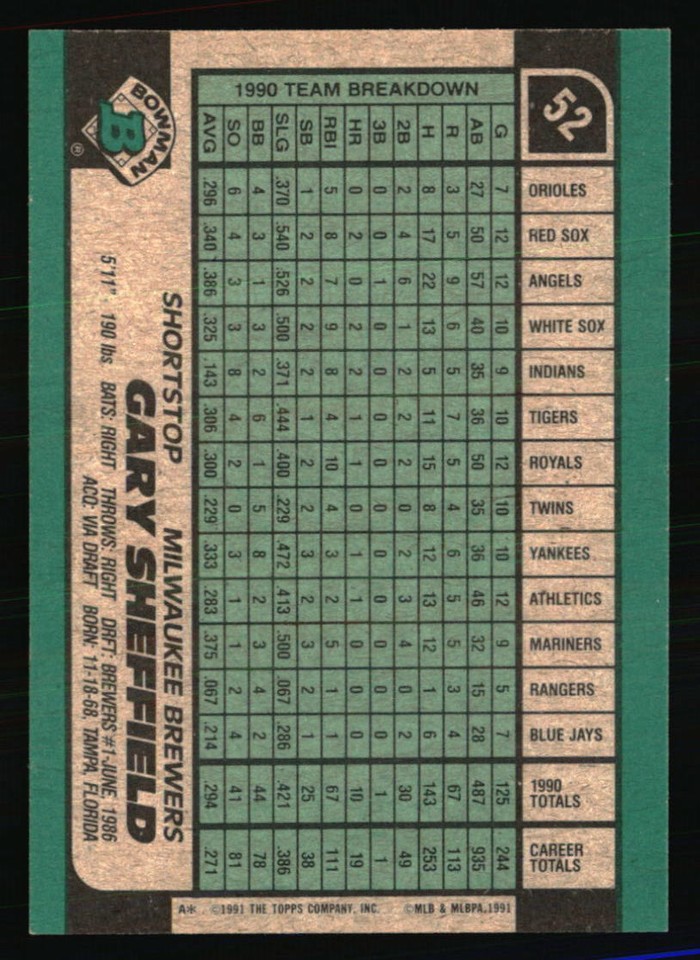 52
BOWMAN
B
®
SHORTSTOP MILWAUKEE BREWERS
GARY SHEFFIELD
5'11" 190 lbs BATS: RIGHT THROWS: RIGHT DRFT: BREWERS #1-JUNE, 1986
ACQ: VIA DRAFT BORN: 11-18-68, TAMPA, FLORIDA
1990 TEAM BREAKDOWN
AVG SO BB SLG SB RBI HR 3B 2B H R AB G
.296 6 4 .370 1 5 0 0 2 8 3 27 7 ORIOLES
.340 4 3 .540 2 8 2 0 4 17 5 50 12 RED SOX
.386 3 1 .526 2 7 0 1 6 22 9 57 12 ANGELS
.325 3 3 .500 2 9 2 0 1 13 6 40 10 WHITE SOX
.143 8 2 .371 2 8 2 0 2 5 5 35 9 INDIANS
.306 4 6 .444 1 4 1 0 2 11 7 36 10 TIGERS
.300 2 1 .400 2 10 1 0 2 15 5 50 12 ROYALS
.229 0 5 .229 2 4 0 0 0 8 4 35 10 TWINS
.333 3 8 .472 3 3 1 0 2 12 6 36 10 YANKEES
.283 1 2 .413 2 2 1 0 3 13 5 46 12 ATHLETICS
.375 1 3 .500 3 5 0 0 4 12 5 32 9 MARINERS
.067 2 4 .067 2 1 0 0 0 1 3 15 5 RANGERS
.214 4 2 .286 1 1 0 0 2 6 4 28 7 BLUE JAYS
.294 41 44 .421 25 67 10 1 30 143 67 487 125 1990 TOTALS
.271 81 78 .386 38 111 19 1 49 253 113 935 244 CAREER TOTALS
A* ©1991 THE TOPPS COMPANY, INC. ©MLB & MLBPA,1991